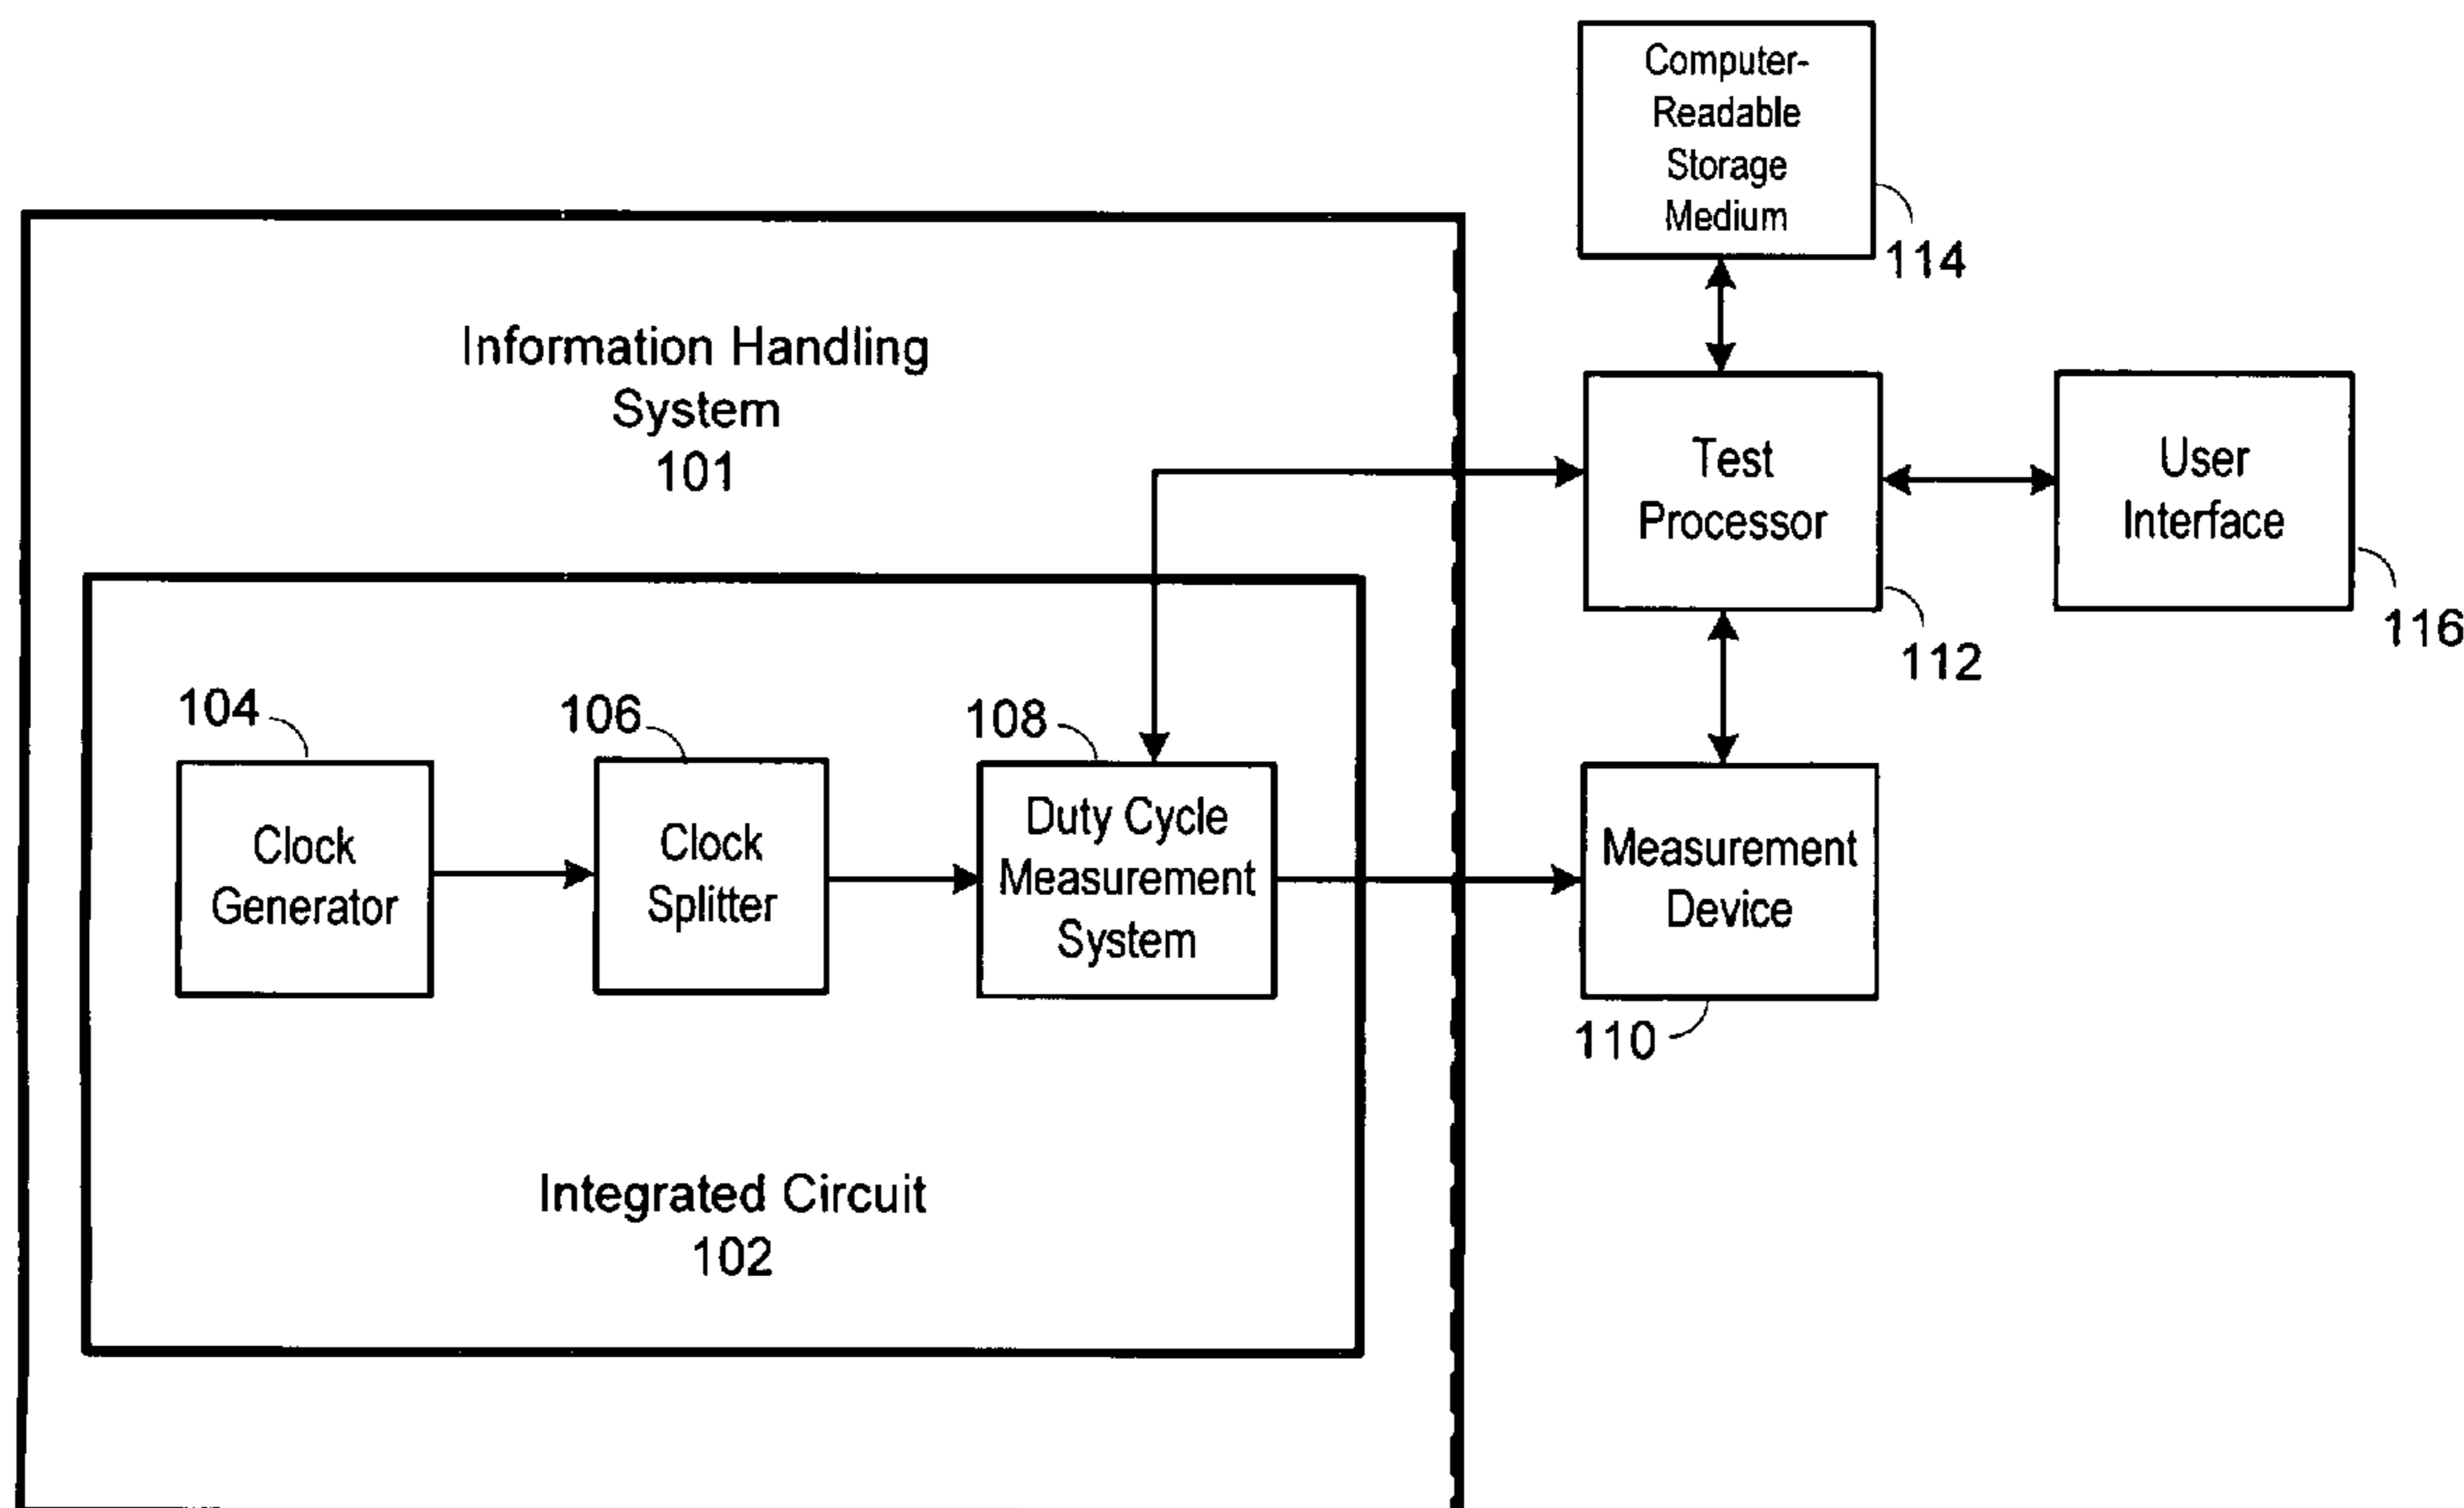 Computer-
Readable
Storage
Medium
114
Information Handling
System
101
Test
Processor
112
User
Interface
116
104
Clock
Generator
106
Clock
Splitter
108
Duty Cycle
Measurement
System
Measurement
Device
110
Integrated Circuit
102